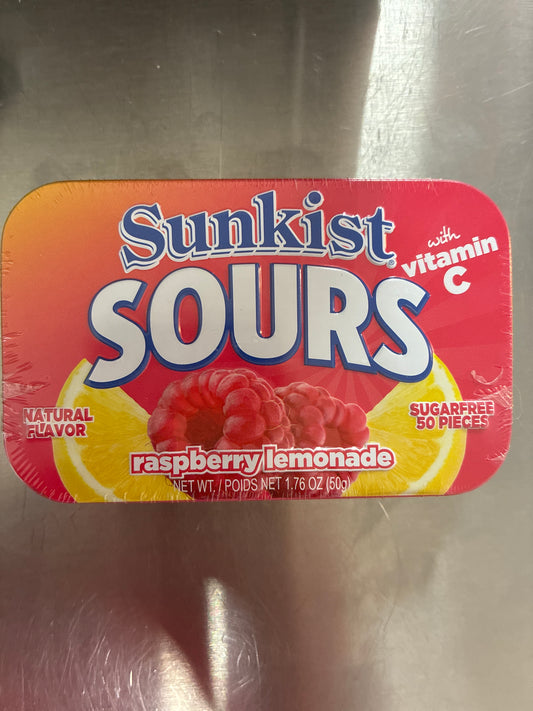 Sunkist®
with
vitamin
C
SOURS
NATURAL
FLAVOR
SUGARFREE
50 PIECES
raspberry lemonade
NET WT. / POIDS NET 1.76 OZ (50g)